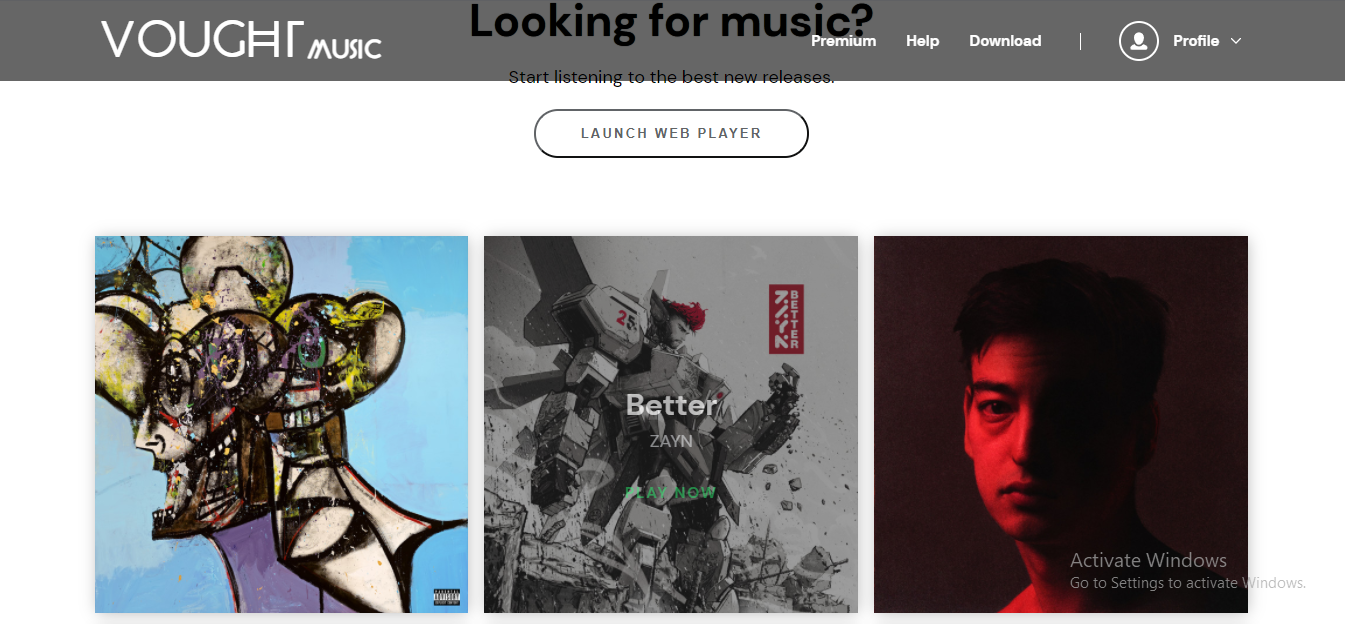 Looking for music?
VOUGHT MUSIC
Premium Help Download Profile
Start listening to the best new releases.
LAUNCH WEB PLAYER
25
ZAYN
BETTER
Better
ZAYN
PLAY NOW
Activate Windows
Go to Settings to activate Windows.